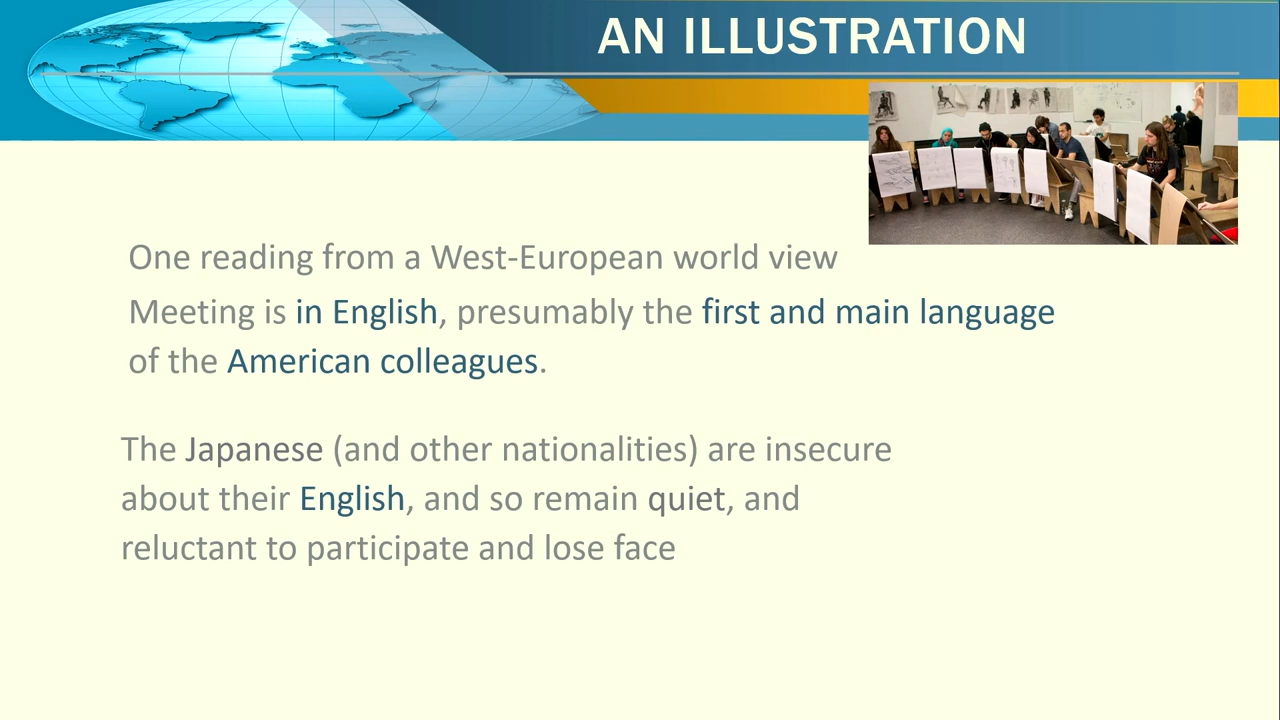 AN ILLUSTRATION
One reading from a West-European world view
Meeting is in English, presumably the first and main language
of the American colleagues.
The Japanese (and other nationalities) are insecure
about their English, and so remain quiet, and
reluctant to participate and lose face